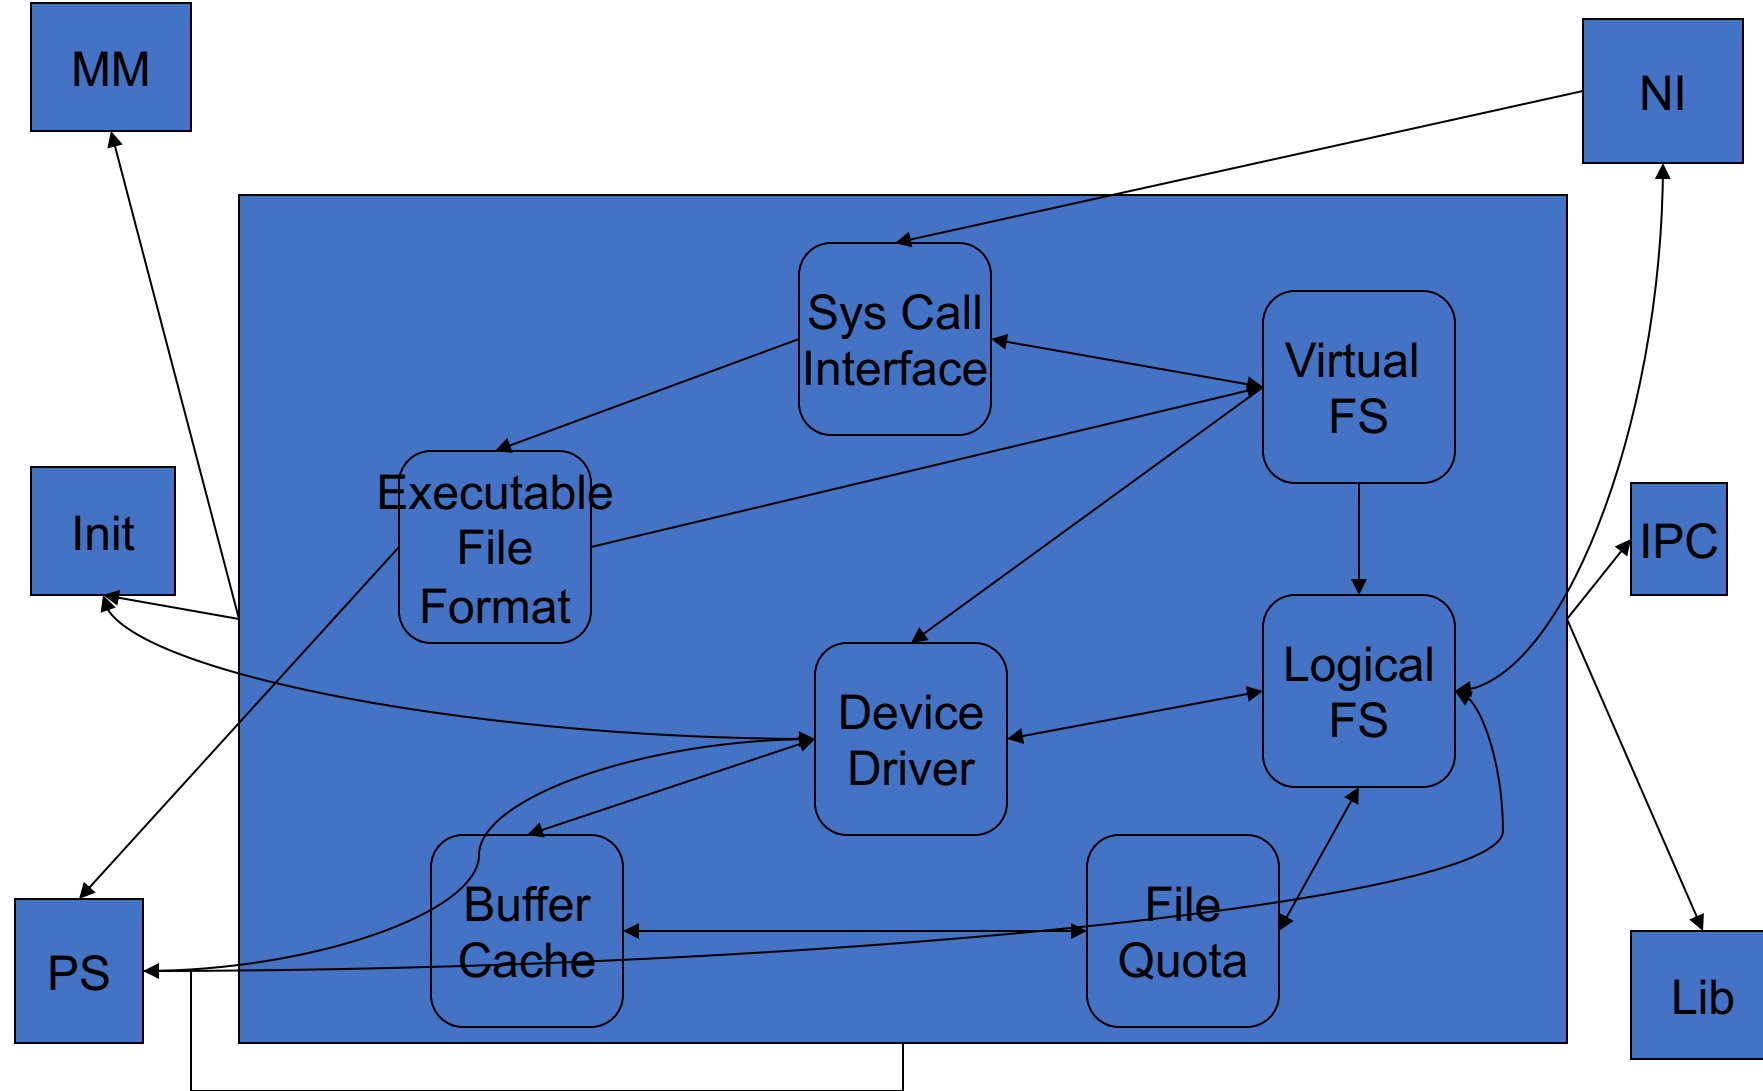 MM
NI
Sys Call
Interface
Virtual
FS
Executable
File
Format
Init
IPC
Logical
FS
Device
Driver
Buffer
Cache
File
Quota
PS
Lib